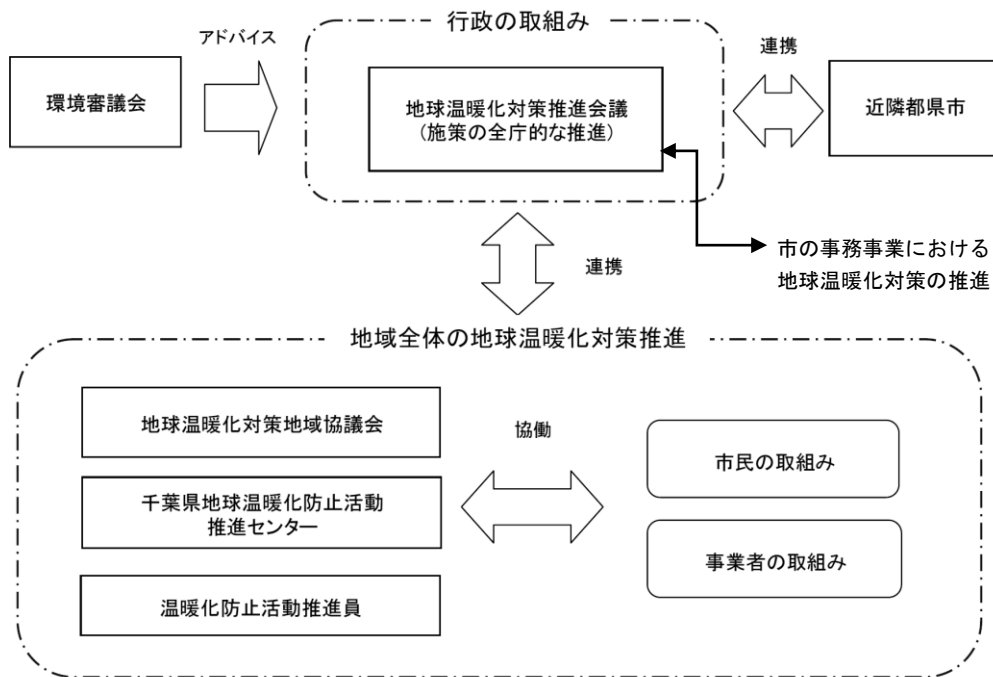 行政の取組み
アドバイス
連携
環境審議会
地球温暖化対策推進会議
(施策の全庁的な推進)
近隣都県市
市の事務事業における
地球温暖化対策の推進
連携
地域全体の地球温暖化対策推進
地球温暖化対策地域協議会
千葉県地球温暖化防止活動
推進センター
温暖化防止活動推進員
協働
市民の取組み
事業者の取組み